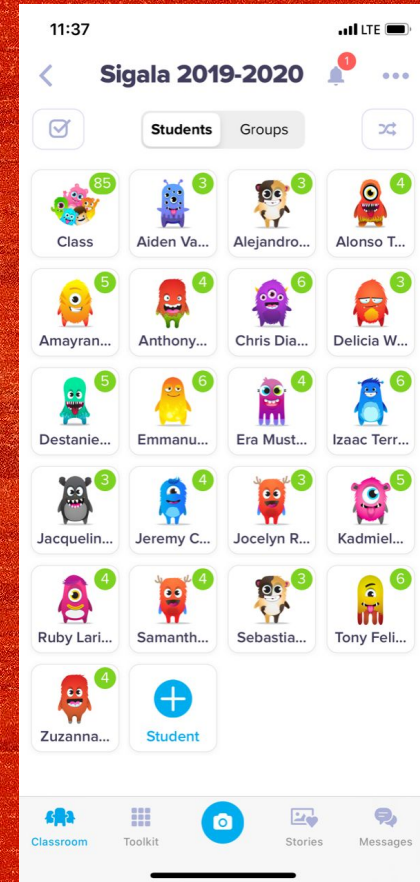 11:37
LTE
Sigala 2019-2020
1
Students Groups
85 3 3 4
Class Aiden Va... Alejandro... Alonso T...
5 4 6 3
Amayran... Anthony... Chris Dia... Delicia W...
5 6 4 6
Destanie... Emmanu... Era Must... Izaac Terr...
3 4 3 5
Jacquelin... Jeremy C... Jocelyn R... Kadmiel...
4 4 3 6
Ruby Lari... Samanth... Sebastia... Tony Feli...
4
Zuzanna... Student
Classroom Toolkit Stories Messages